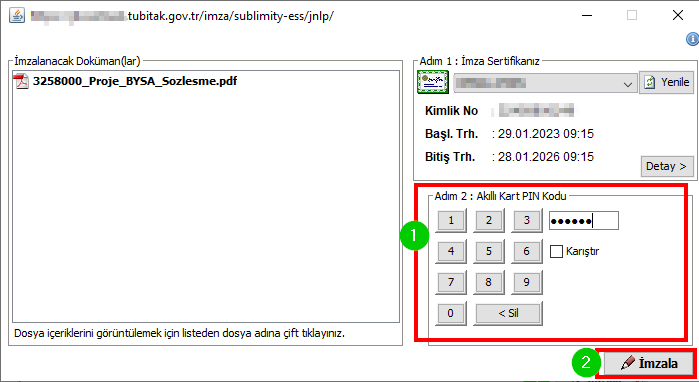 .tubitak.gov.tr/imza/sublimity-ess/jnlp/
İmzalanacak Doküman(lar)
3258000_Proje_BYSA_Sozlesme.pdf
Dosya içeriklerini görüntülemek için listeden dosya adına çift tıklayınız.
Adım 1 : İmza Sertifikanız
Yenile
Kimlik No :
Başl. Trh. : 29.01.2023 09:15
Bitiş Trh. : 28.01.2026 09:15
Detay >
Adım 2 : Akıllı Kart PIN Kodu
1
1 2 3 ●●●●●●
4 5 6 Karıştır
7 8 9
0 < Sil
2 İmzala